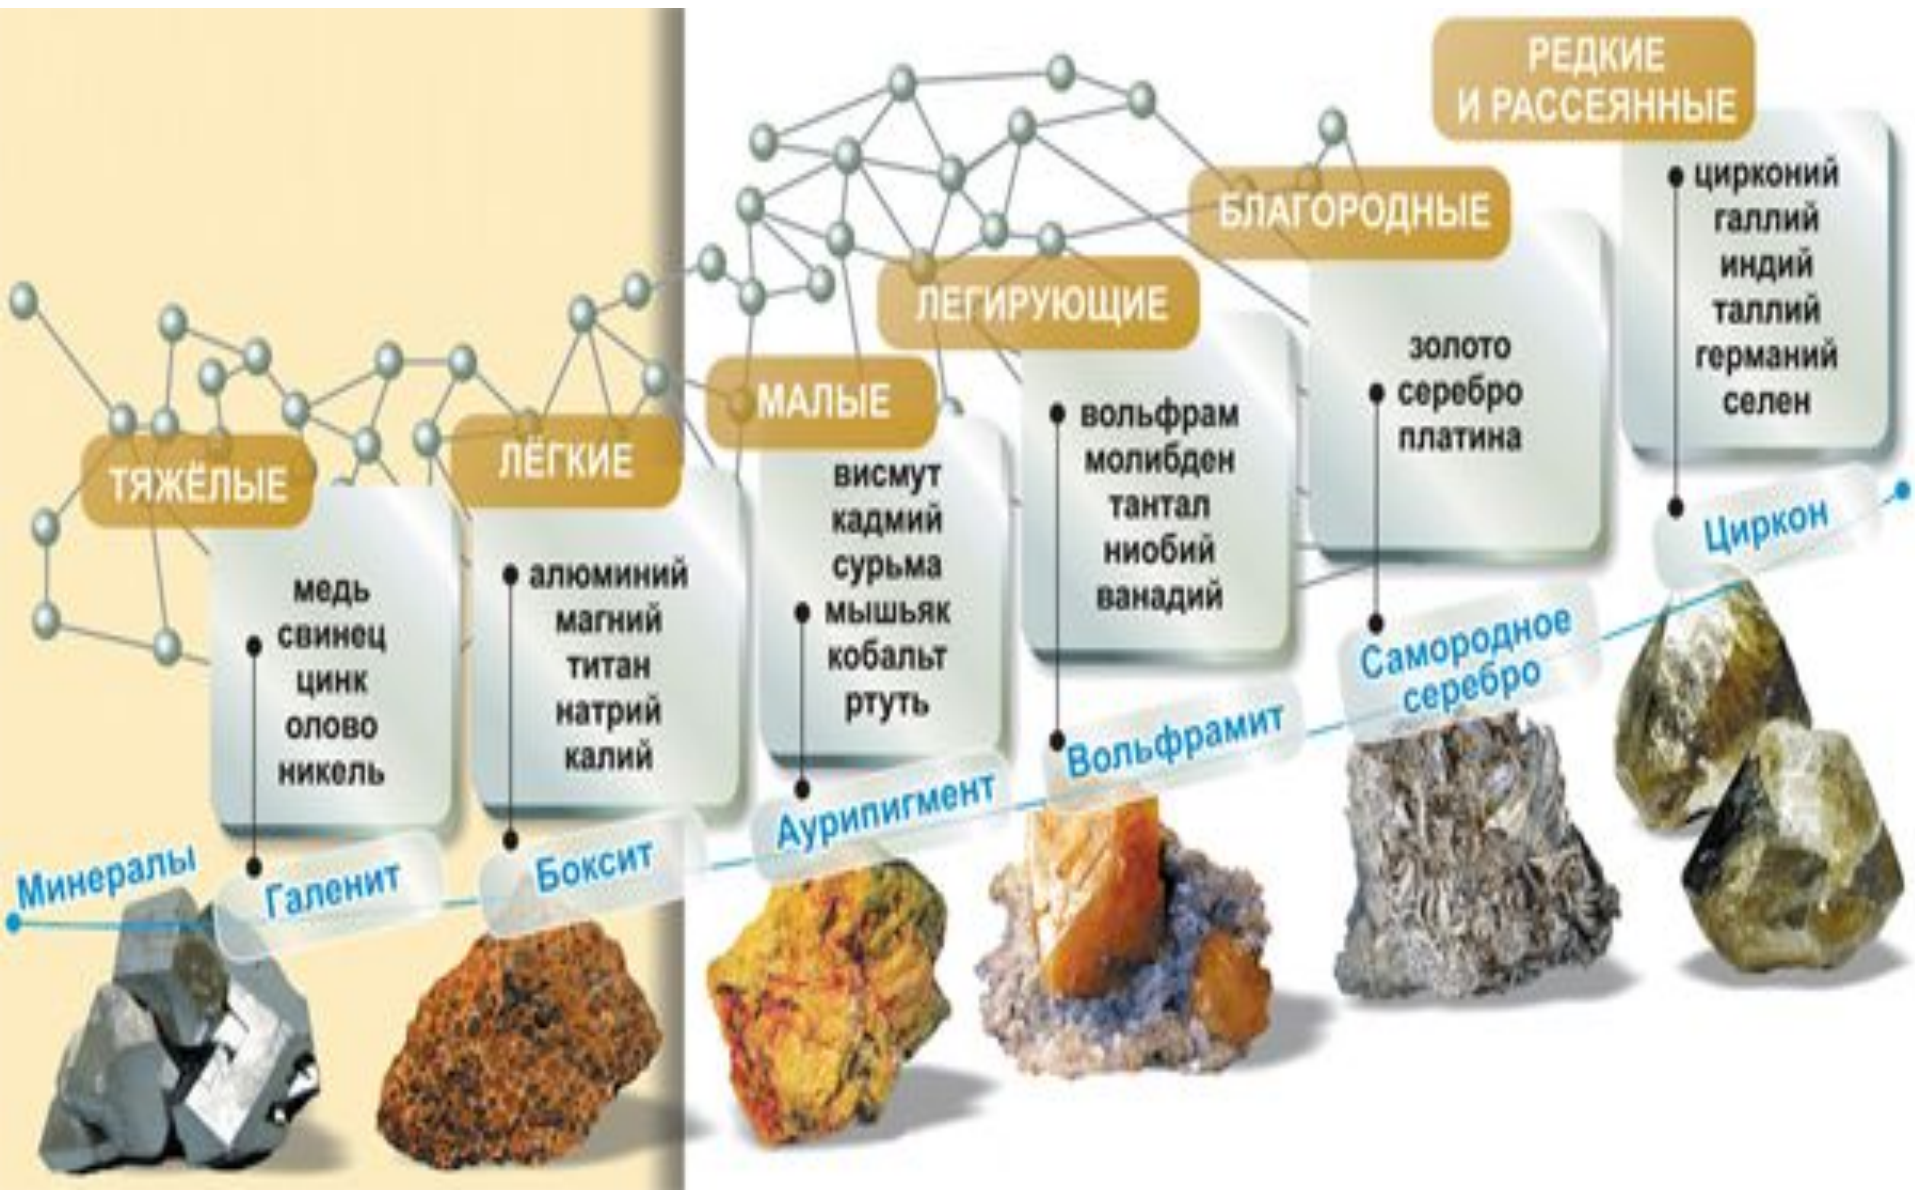 ТЯЖЁЛЫЕ
медь
свинец
цинк
олово
никель
ЛЁГКИЕ
алюминий
магний
титан
натрий
калий
МАЛЫЕ
висмут
кадмий
сурьма
мышьяк
кобальт
ртуть
ЛЕГИРУЮЩИЕ
вольфрам
молибден
тантал
ниобий
ванадий
БЛАГОРОДНЫЕ
золото
серебро
платина
РЕДКИЕ
И РАССЕЯННЫЕ
цирконий
галлий
индий
таллий
германий
селен
Минералы
Галенит
Боксит
Аурипигмент
Вольфрамит
Самородное
серебро
Циркон